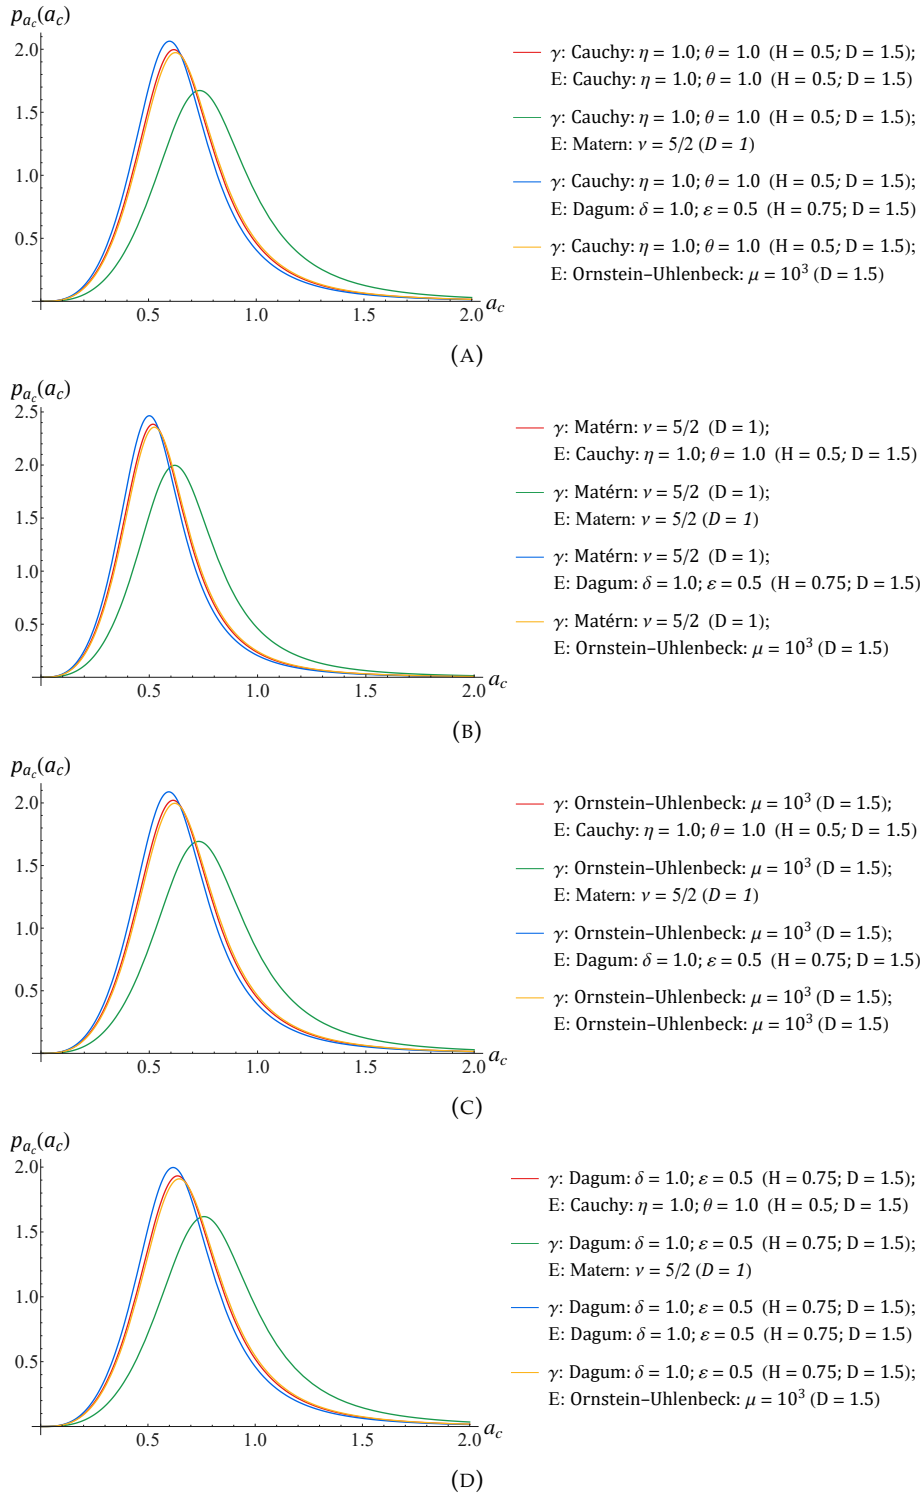 p_{a_c}(a_c)
2.0
1.5
1.0
0.5
0.5 1.0 1.5 2.0 a_c
γ: Cauchy: η = 1.0; θ = 1.0 (H = 0.5; D = 1.5);
E: Cauchy: η = 1.0; θ = 1.0 (H = 0.5; D = 1.5)
γ: Cauchy: η = 1.0; θ = 1.0 (H = 0.5; D = 1.5);
E: Matern: ν = 5/2 (D = 1)
γ: Cauchy: η = 1.0; θ = 1.0 (H = 0.5; D = 1.5);
E: Dagum: δ = 1.0; ε = 0.5 (H = 0.75; D = 1.5)
γ: Cauchy: η = 1.0; θ = 1.0 (H = 0.5; D = 1.5);
E: Ornstein–Uhlenbeck: μ = 10³ (D = 1.5)
(A)
p_{a_c}(a_c)
2.5
2.0
1.5
1.0
0.5
0.5 1.0 1.5 2.0 a_c
γ: Matérn: ν = 5/2 (D = 1);
E: Cauchy: η = 1.0; θ = 1.0 (H = 0.5; D = 1.5)
γ: Matérn: ν = 5/2 (D = 1);
E: Matern: ν = 5/2 (D = 1)
γ: Matérn: ν = 5/2 (D = 1);
E: Dagum: δ = 1.0; ε = 0.5 (H = 0.75; D = 1.5)
γ: Matérn: ν = 5/2 (D = 1);
E: Ornstein–Uhlenbeck: μ = 10³ (D = 1.5)
(B)
p_{a_c}(a_c)
2.0
1.5
1.0
0.5
0.5 1.0 1.5 2.0 a_c
γ: Ornstein–Uhlenbeck: μ = 10³ (D = 1.5);
E: Cauchy: η = 1.0; θ = 1.0 (H = 0.5; D = 1.5)
γ: Ornstein–Uhlenbeck: μ = 10³ (D = 1.5);
E: Matern: ν = 5/2 (D = 1)
γ: Ornstein–Uhlenbeck: μ = 10³ (D = 1.5);
E: Dagum: δ = 1.0; ε = 0.5 (H = 0.75; D = 1.5)
γ: Ornstein–Uhlenbeck: μ = 10³ (D = 1.5);
E: Ornstein–Uhlenbeck: μ = 10³ (D = 1.5)
(C)
p_{a_c}(a_c)
2.0
1.5
1.0
0.5
0.5 1.0 1.5 2.0 a_c
γ: Dagum: δ = 1.0; ε = 0.5 (H = 0.75; D = 1.5);
E: Cauchy: η = 1.0; θ = 1.0 (H = 0.5; D = 1.5)
γ: Dagum: δ = 1.0; ε = 0.5 (H = 0.75; D = 1.5);
E: Matern: ν = 5/2 (D = 1)
γ: Dagum: δ = 1.0; ε = 0.5 (H = 0.75; D = 1.5);
E: Dagum: δ = 1.0; ε = 0.5 (H = 0.75; D = 1.5)
γ: Dagum: δ = 1.0; ε = 0.5 (H = 0.75; D = 1.5);
E: Ornstein–Uhlenbeck: μ = 10³ (D = 1.5)
(D)